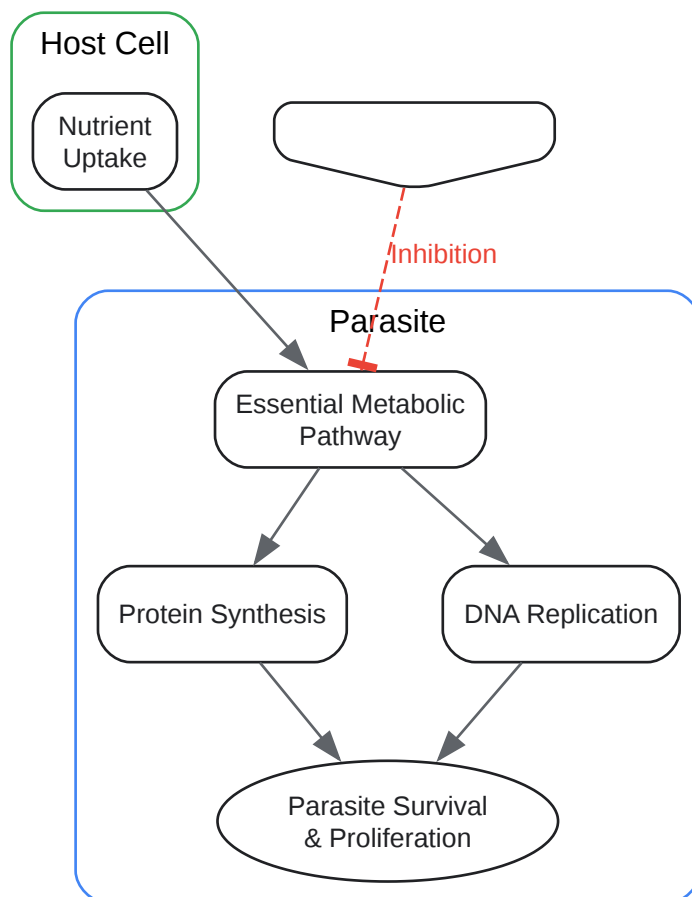 Host Cell
Nutrient
Uptake
Inhibition
Parasite
Essential Metabolic
Pathway
Protein Synthesis
DNA Replication
Parasite Survival
& Proliferation